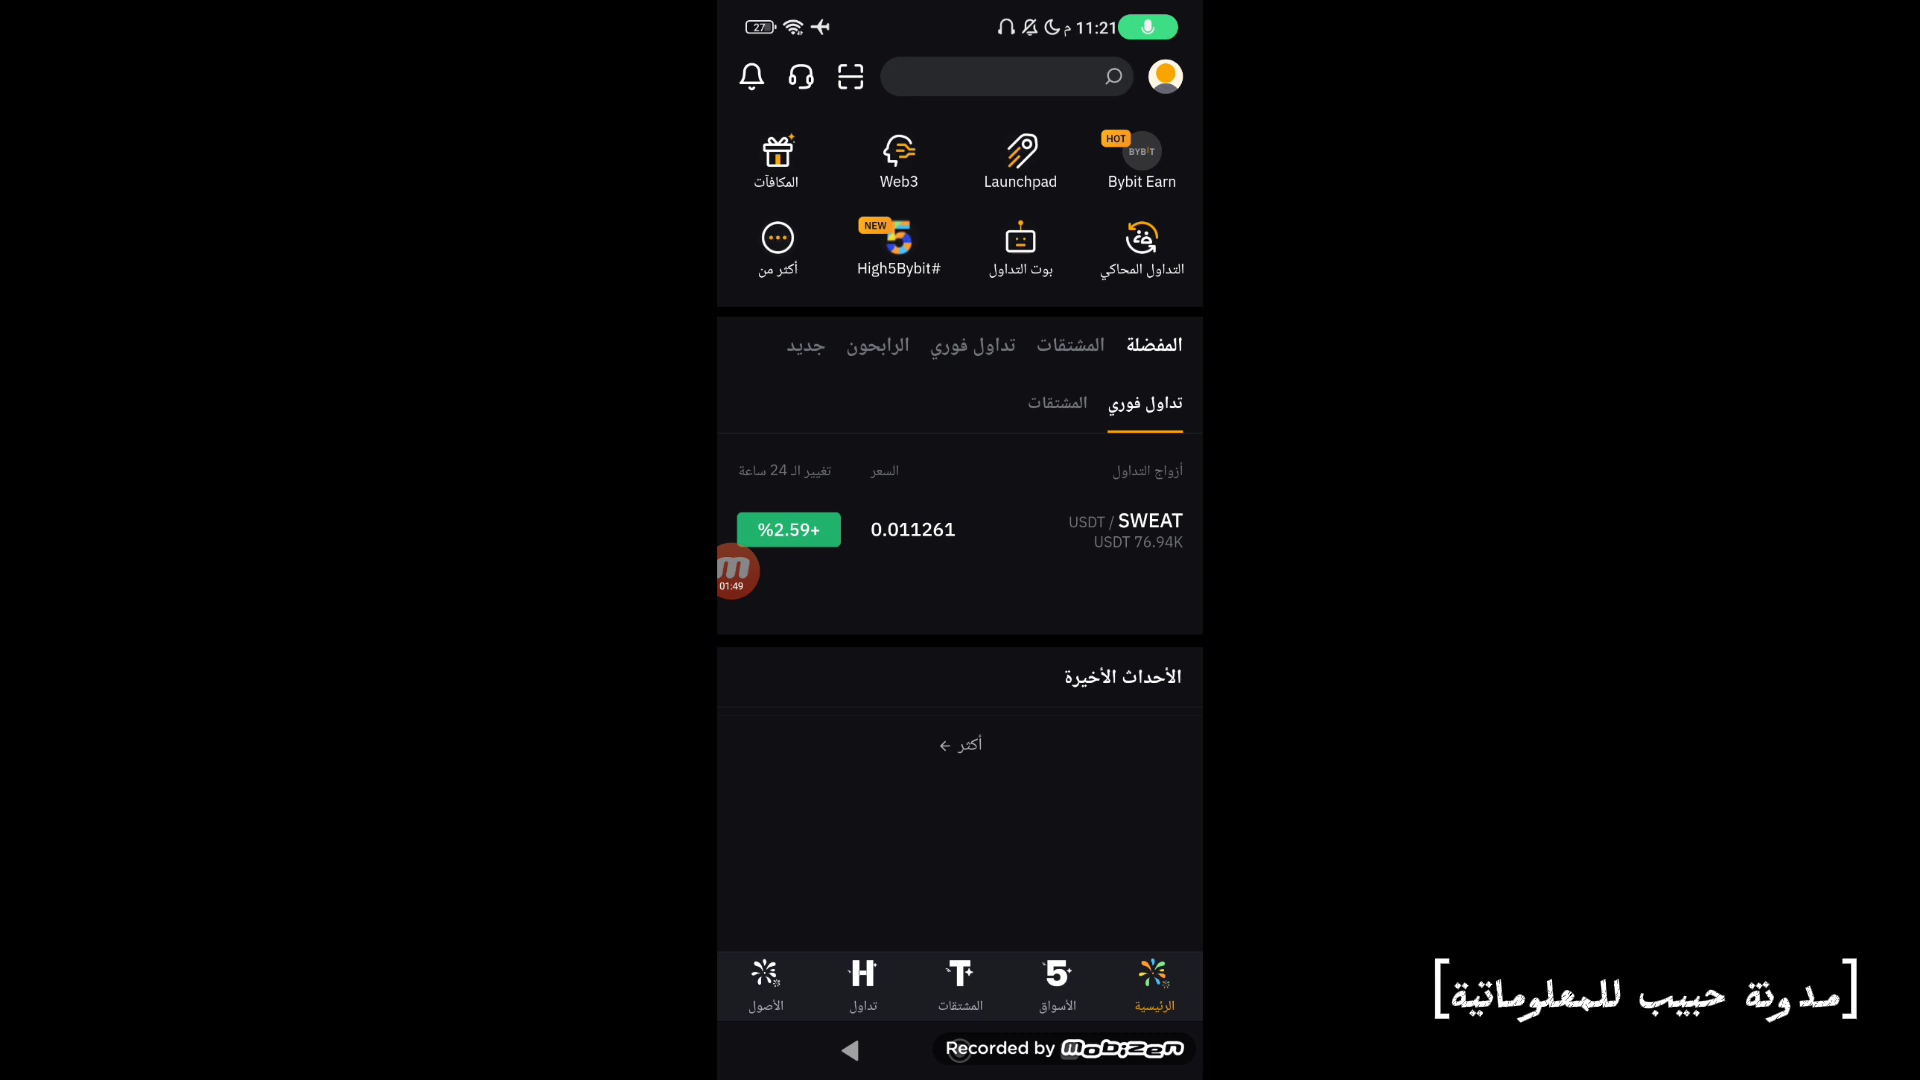 27
11:21 م
HOT
BYBIT
Bybit Earn
Launchpad
Web3
المكافآت
التداول المحاكي
بوت التداول
NEW
#High5Bybit
أكثر من
المفضلة المشتقات تداول فوري الرابحون جديد
تداول فوري المشتقات
أزواج التداول السعر تغيير الـ 24 ساعة
SWEAT / USDT 0.011261 %2.59+
USDT 76.94K
m
01:49
الأحداث الأخيرة
أكثر ←
الرئيسية الأسواق المشتقات تداول الأصول
Recorded by mobizen
[مدونة حبيب للمعلوماتية]